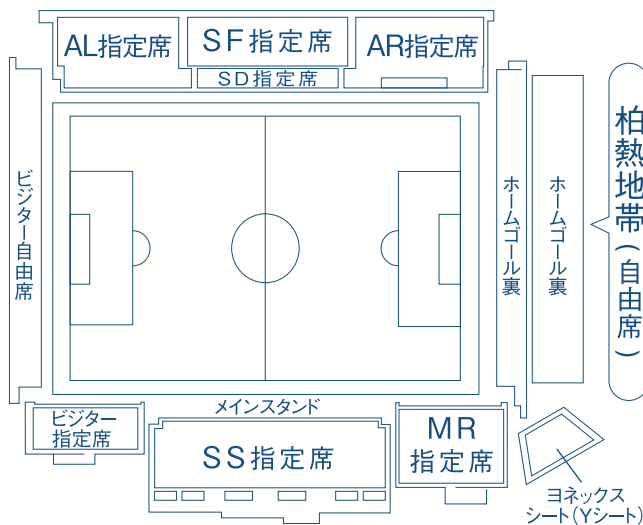 AL指定席
SF指定席
AR指定席
SD指定席
ビジター自由席
ホームゴール裏
ホームゴール裏
柏熱地帯(自由席)
メインスタンド
ビジター
指定席
SS指定席
MR
指定席
ヨネックス
シート(Yシート)